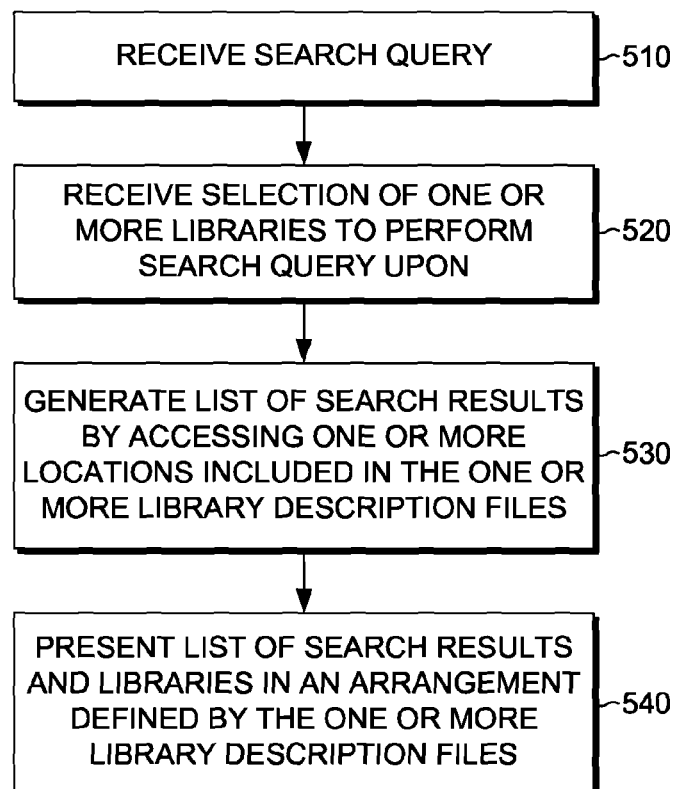 RECEIVE SEARCH QUERY
510
RECEIVE SELECTION OF ONE OR
MORE LIBRARIES TO PERFORM
SEARCH QUERY UPON
520
GENERATE LIST OF SEARCH RESULTS
BY ACCESSING ONE OR MORE
LOCATIONS INCLUDED IN THE ONE OR
MORE LIBRARY DESCRIPTION FILES
530
PRESENT LIST OF SEARCH RESULTS
AND LIBRARIES IN AN ARRANGEMENT
DEFINED BY THE ONE OR MORE
LIBRARY DESCRIPTION FILES
540